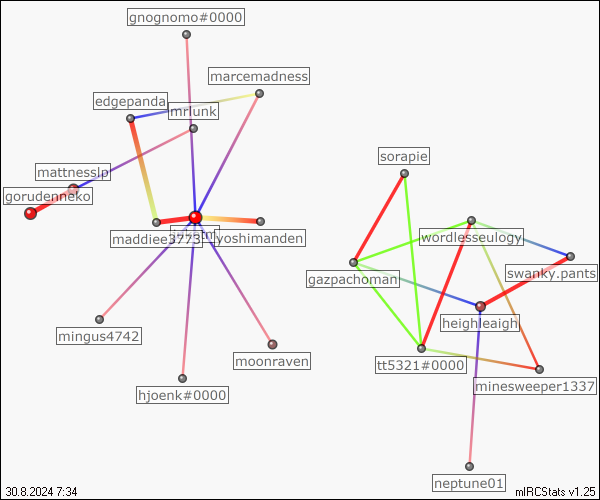 gnognomo#0000
marcemadness
edgepanda
mrlunk
sorapie
mattnesslp
gorudenneko
wordlesseulogy
maddiee3773
yoshimanden
swanky.pants
gazpachoman
heighleaigh
mingus4742
moonraven
tt5321#0000
minesweeper1337
hjoenk#0000
neptune01
30.8.2024 7:34
mIRCStats v1.25